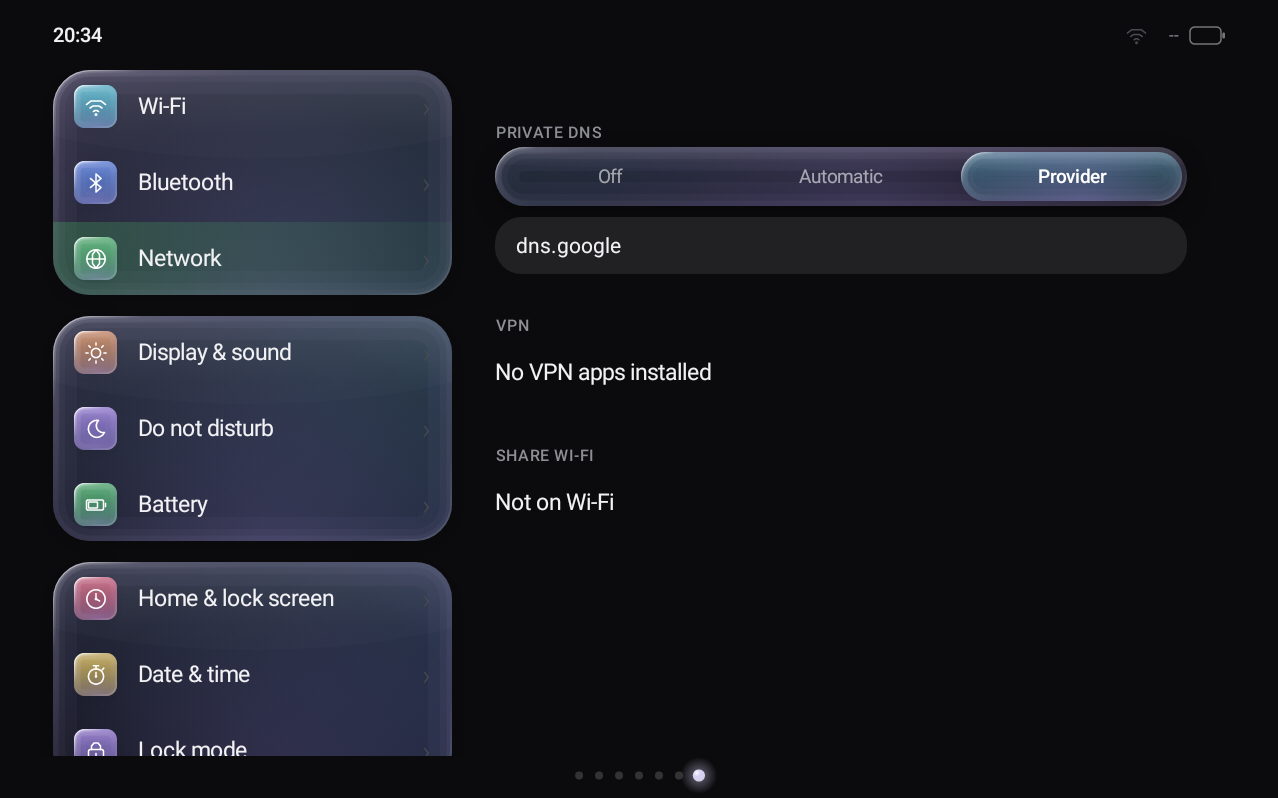 20:34
--
Wi-Fi
Bluetooth
Network
Display & sound
Do not disturb
Battery
Home & lock screen
Date & time
Lock mode
PRIVATE DNS
Off Automatic Provider
dns.google
VPN
No VPN apps installed
SHARE WI-FI
Not on Wi-Fi